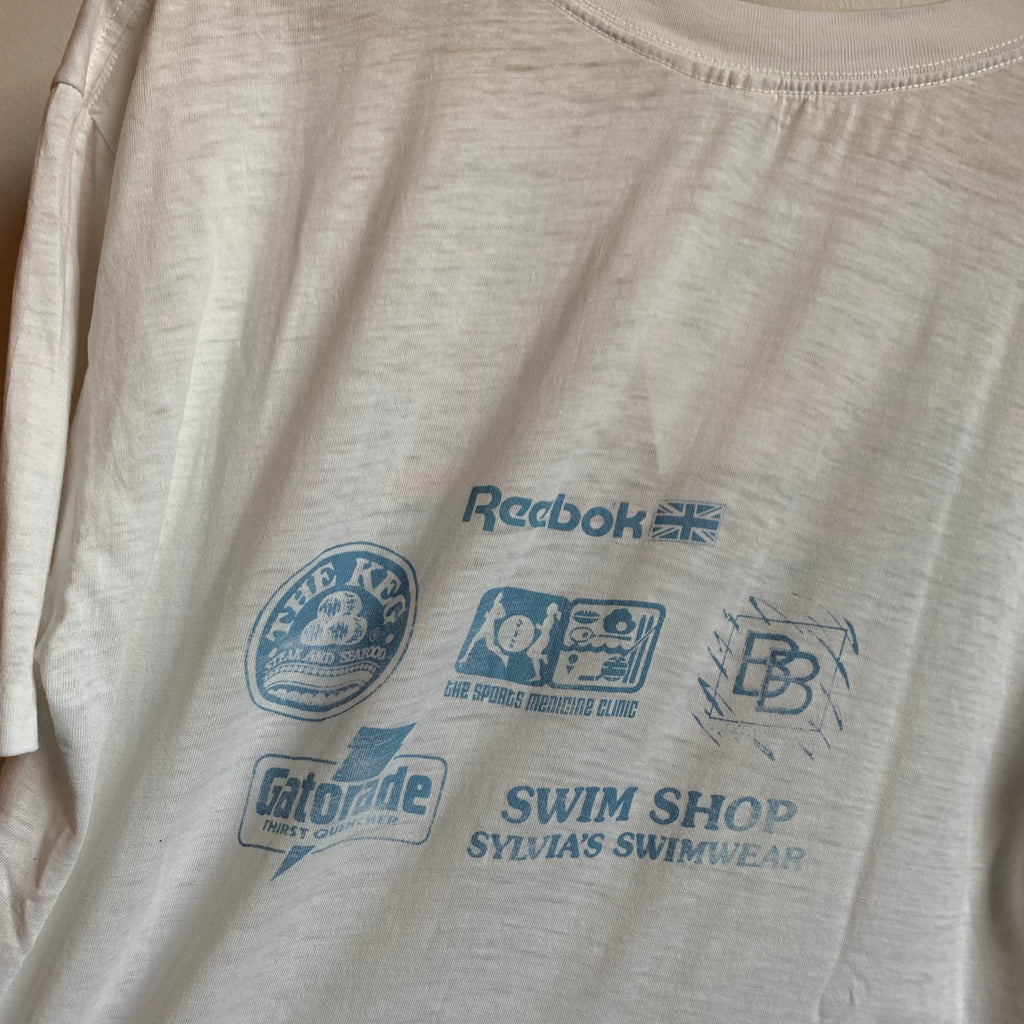 Reebok
THE KEG
®
STEAK AND SEAFOOD
THE SPORTS MEDICINE CLINIC
BB
Gatorade
THIRST QUENCHER
SWIM SHOP
SYLVIA'S SWIMWEAR